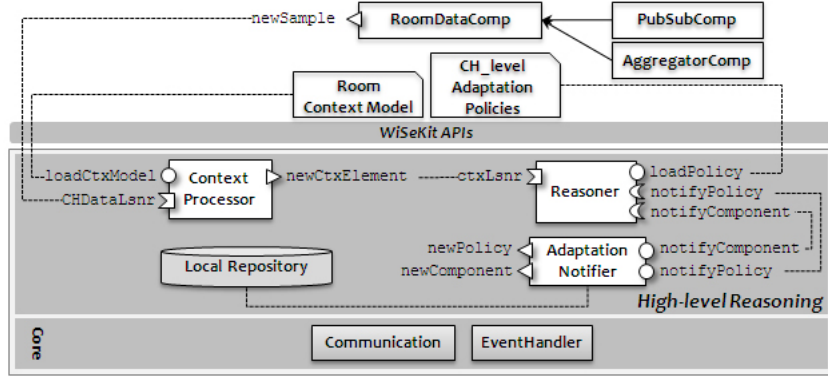 newSample
RoomDataComp
PubSubComp
AggregatorComp
CH_level
Adaptation
Policies
Room
Context Model
WiSeKit APIs
loadCtxModel
CHDataLsnr
Context
Processor
newCtxElement
ctxLsnr
Reasoner
loadPolicy
notifyPolicy
notifyComponent
newPolicy
newComponent
Adaptation
Notifier
notifyComponent
notifyPolicy
Local Repository
High-level Reasoning
Core
Communication
EventHandler